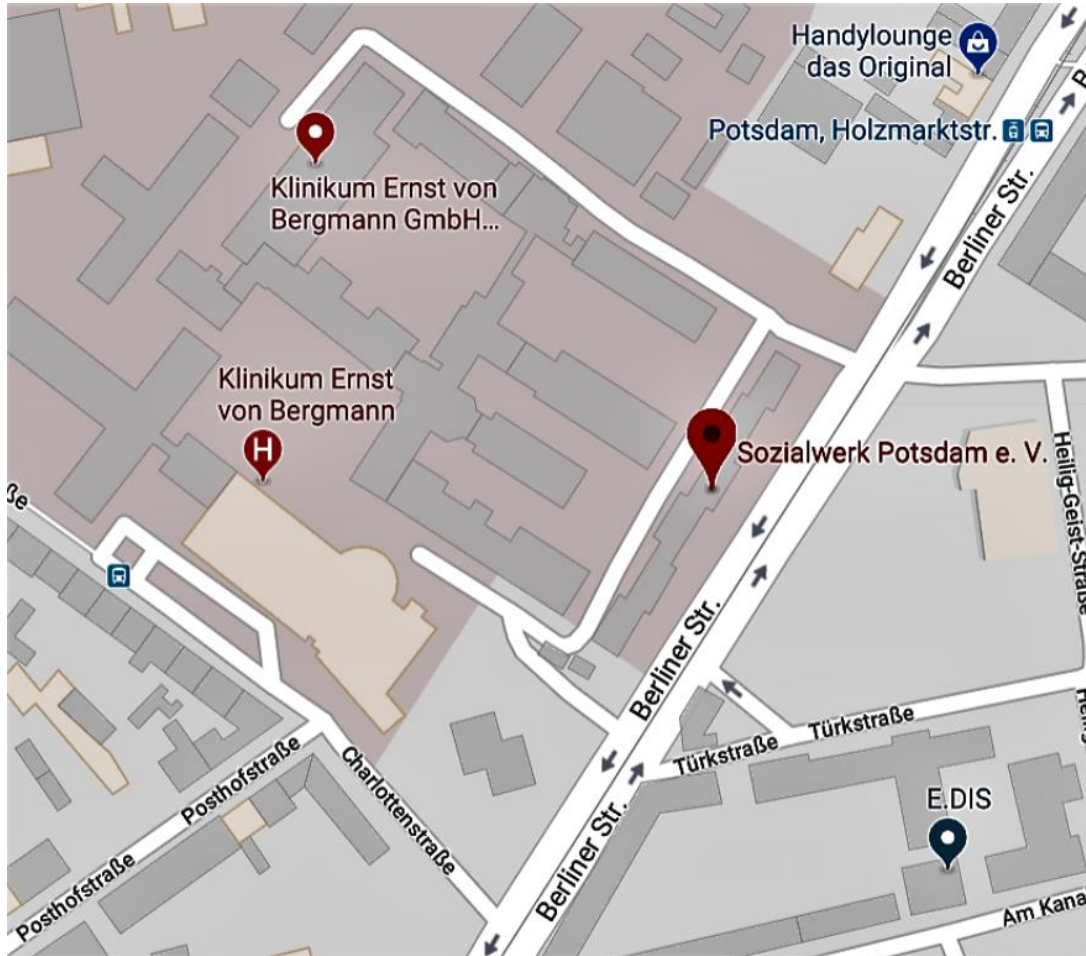 Handylounge
das Original
Potsdam, Holzmarktstr.
Klinikum Ernst von
Bergmann GmbH...
Berliner Str.
Klinikum Ernst
von Bergmann
H
Sozialwerk Potsdam e. V.
Heilig-Geist-Straße
Berliner Str.
Türkstraße
Türkstraße
Posthofstraße
Charlottenstraße
E.DIS
Berliner Str.
Posthofstraße
Am Kana